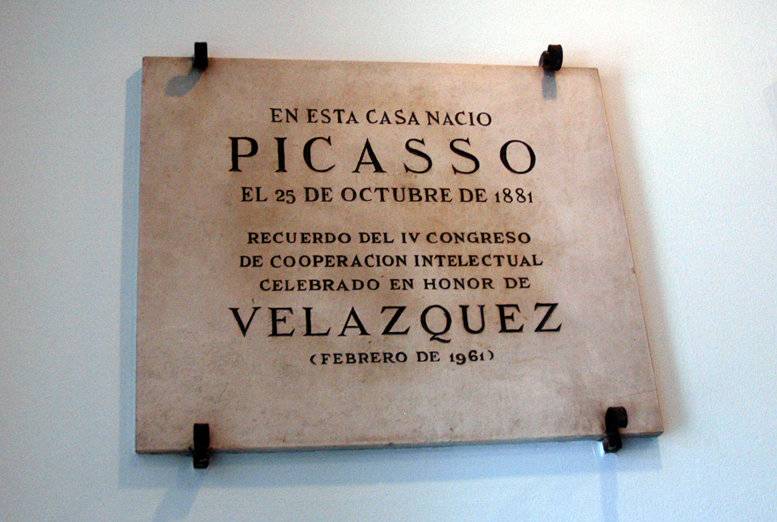 EN ESTA CASA NACIO
PICASSO
EL 25 DE OCTUBRE DE 1881
RECUERDO DEL IV CONGRESO
DE COOPERACION INTELECTUAL
CELEBRADO EN HONOR DE
VELAZQUEZ
(FEBRERO DE 1961)